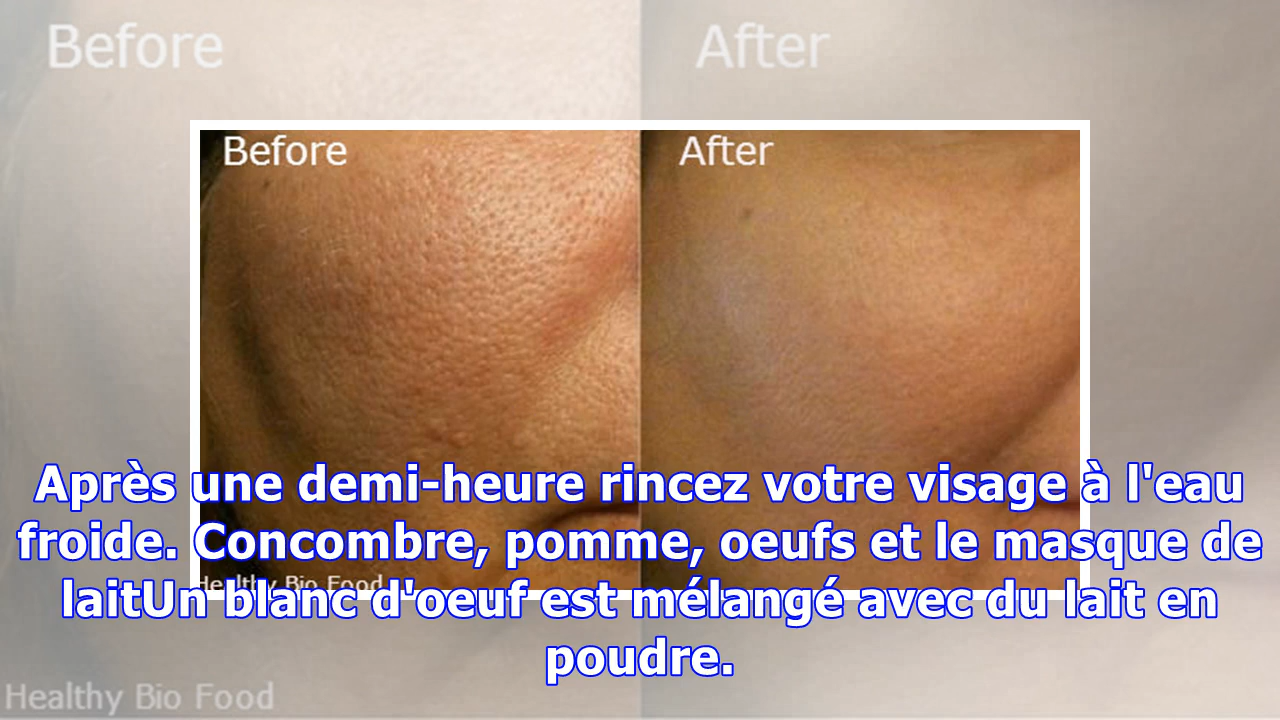 Before
After
Before
After
Healthy Bio Food
Après une demi-heure rincez votre visage à l'eau
froide. Concombre, pomme, oeufs et le masque de
laitUn blanc d'oeuf est mélangé avec du lait en
poudre.
Healthy Bio Food